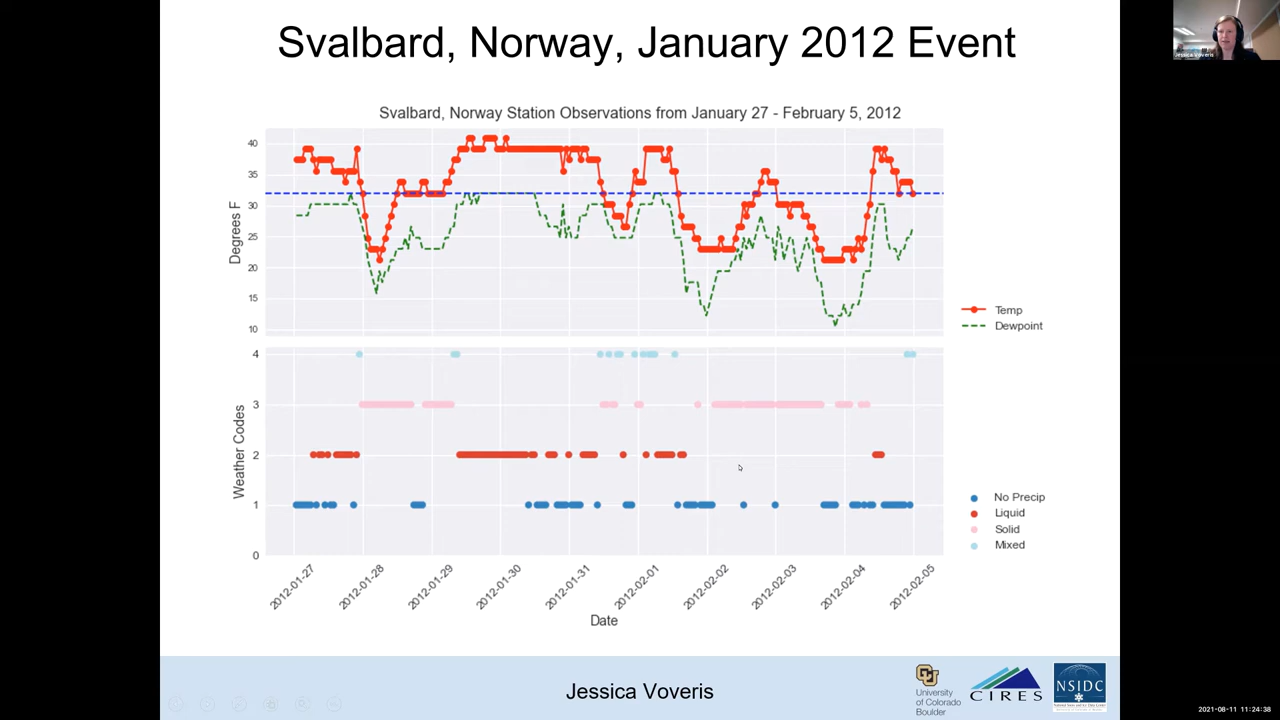 Svalbard, Norway, January 2012 Event
Jessica Voveris
Svalbard, Norway Station Observations from January 27 - February 5, 2012
40
35
30
25
20
15
10
Degrees F
Temp
Dewpoint
4
3
2
1
0
Weather Codes
No Precip
Liquid
Solid
Mixed
2012-01-27
2012-01-28
2012-01-29
2012-01-30
2012-01-31
2012-02-01
2012-02-02
2012-02-03
2012-02-04
2012-02-05
Date
Jessica Voveris
CU
University of Colorado
Boulder
CIRES
NSIDC
2021-08-11 11:24:38